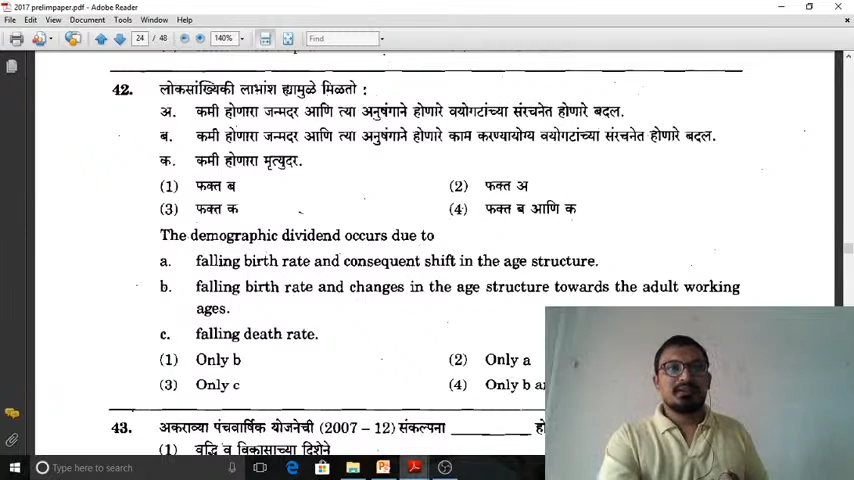 2017 prelimpaper.pdf - Adobe Reader
File Edit View Document Tools Window Help
24 / 48 140% Find
42. लोकसांख्यिकी लाभांश ह्यामुळे मिळतो :
अ. कमी होणारा जन्मदर आणि त्या अनुषंगाने होणारे वयोगटांच्या संरचनेत होणारे बदल.
ब. कमी होणारा जन्मदर आणि त्या अनुषंगाने होणारे काम करण्यायोग्य वयोगटांच्या संरचनेत होणारे बदल.
क. कमी होणारा मृत्युदर.
(1) फक्त ब (2) फक्त अ
(3) फक्त क (4) फक्त ब आणि क
The demographic dividend occurs due to
a. falling birth rate and consequent shift in the age structure.
b. falling birth rate and changes in the age structure towards the adult working
ages.
c. falling death rate.
(1) Only b (2) Only a
(3) Only c (4) Only b
43. अकराव्या पंचवार्षिक योजनेची (2007 – 12) संकल्पना ________
(1) वृद्धि व विकासाच्या दिशेने
Type here to search